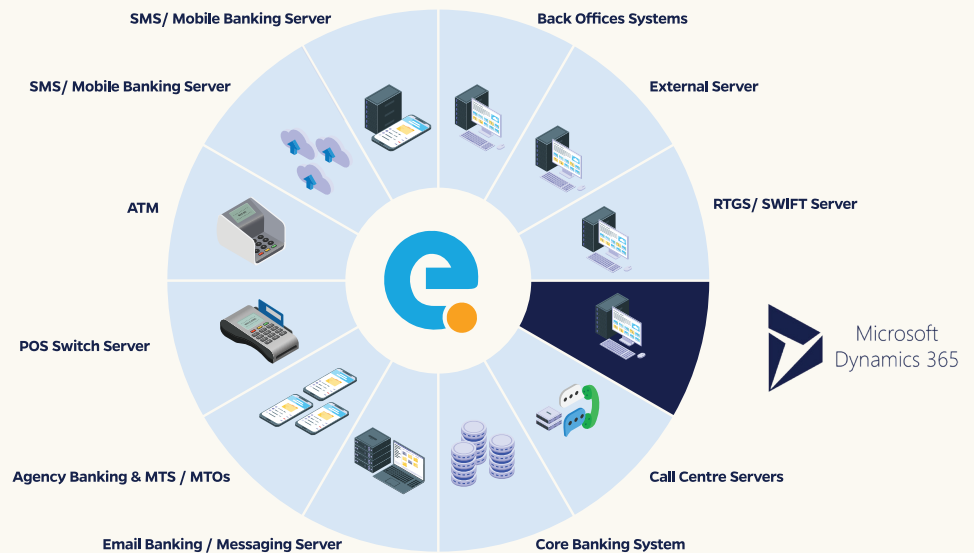 SMS/ Mobile Banking Server
Back Offices Systems
SMS/ Mobile Banking Server
External Server
ATM
RTGS/ SWIFT Server
POS Switch Server
Microsoft
Dynamics 365
Agency Banking & MTS / MTOs
Call Centre Servers
Email Banking / Messaging Server
Core Banking System